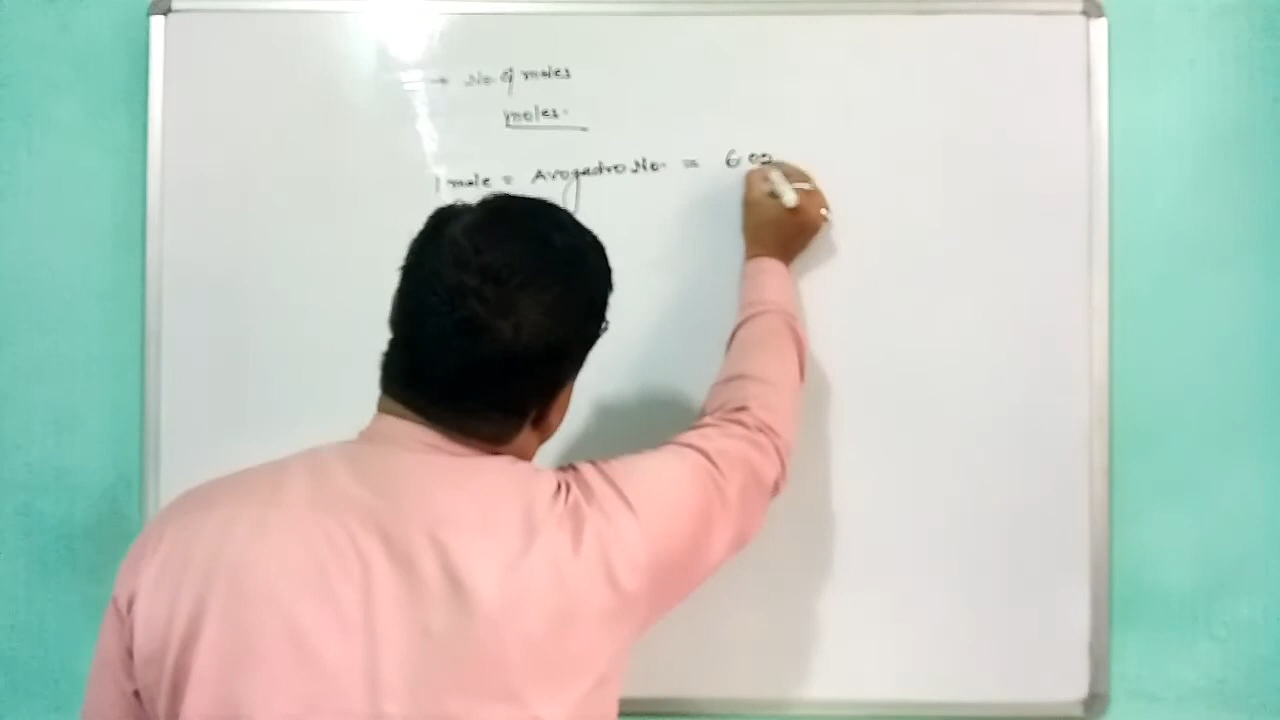 → No. of moles
moles.
1 mole = Avogadro No. = 6.02